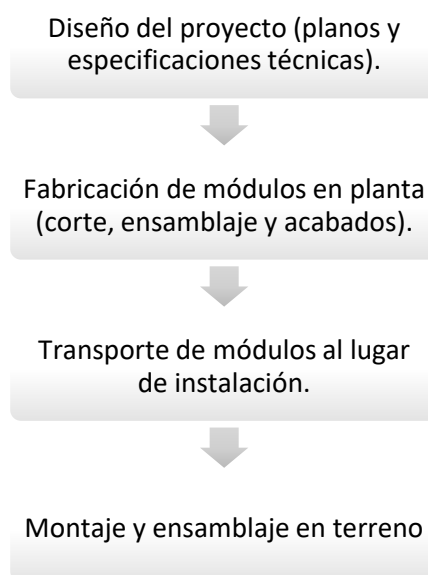 Diseño del proyecto (planos y
especificaciones técnicas).
Fabricación de módulos en planta
(corte, ensamblaje y acabados).
Transporte de módulos al lugar
de instalación.
Montaje y ensamblaje en terreno